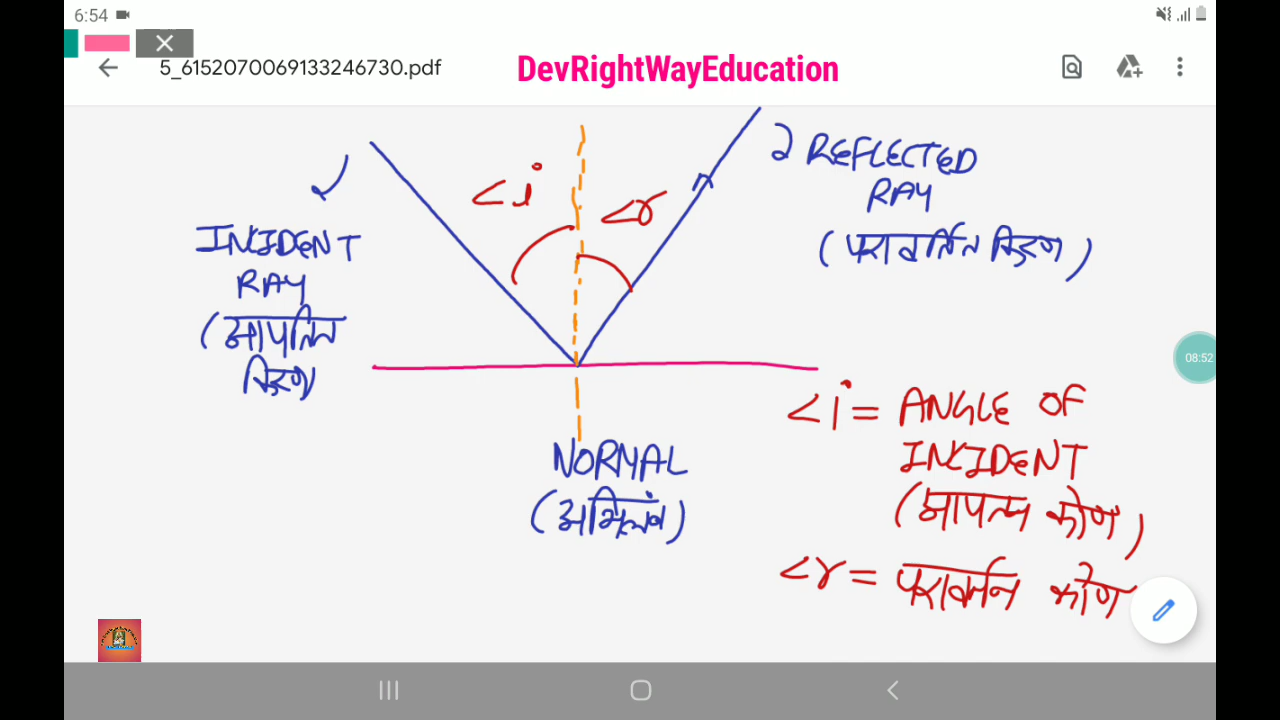 6:54
5_6152070069133246730.pdf
DevRightWayEducation
<i
<r
INCIDENT
RAY
(आपतित
किरण)
2 REFLECTED
RAY
(परावर्तित किरण)
NORMAL
(अभिलंब)
08:52
<i = ANGLE OF
INCIDENT
(आपतन कोण)
<r = परावर्तन कोण